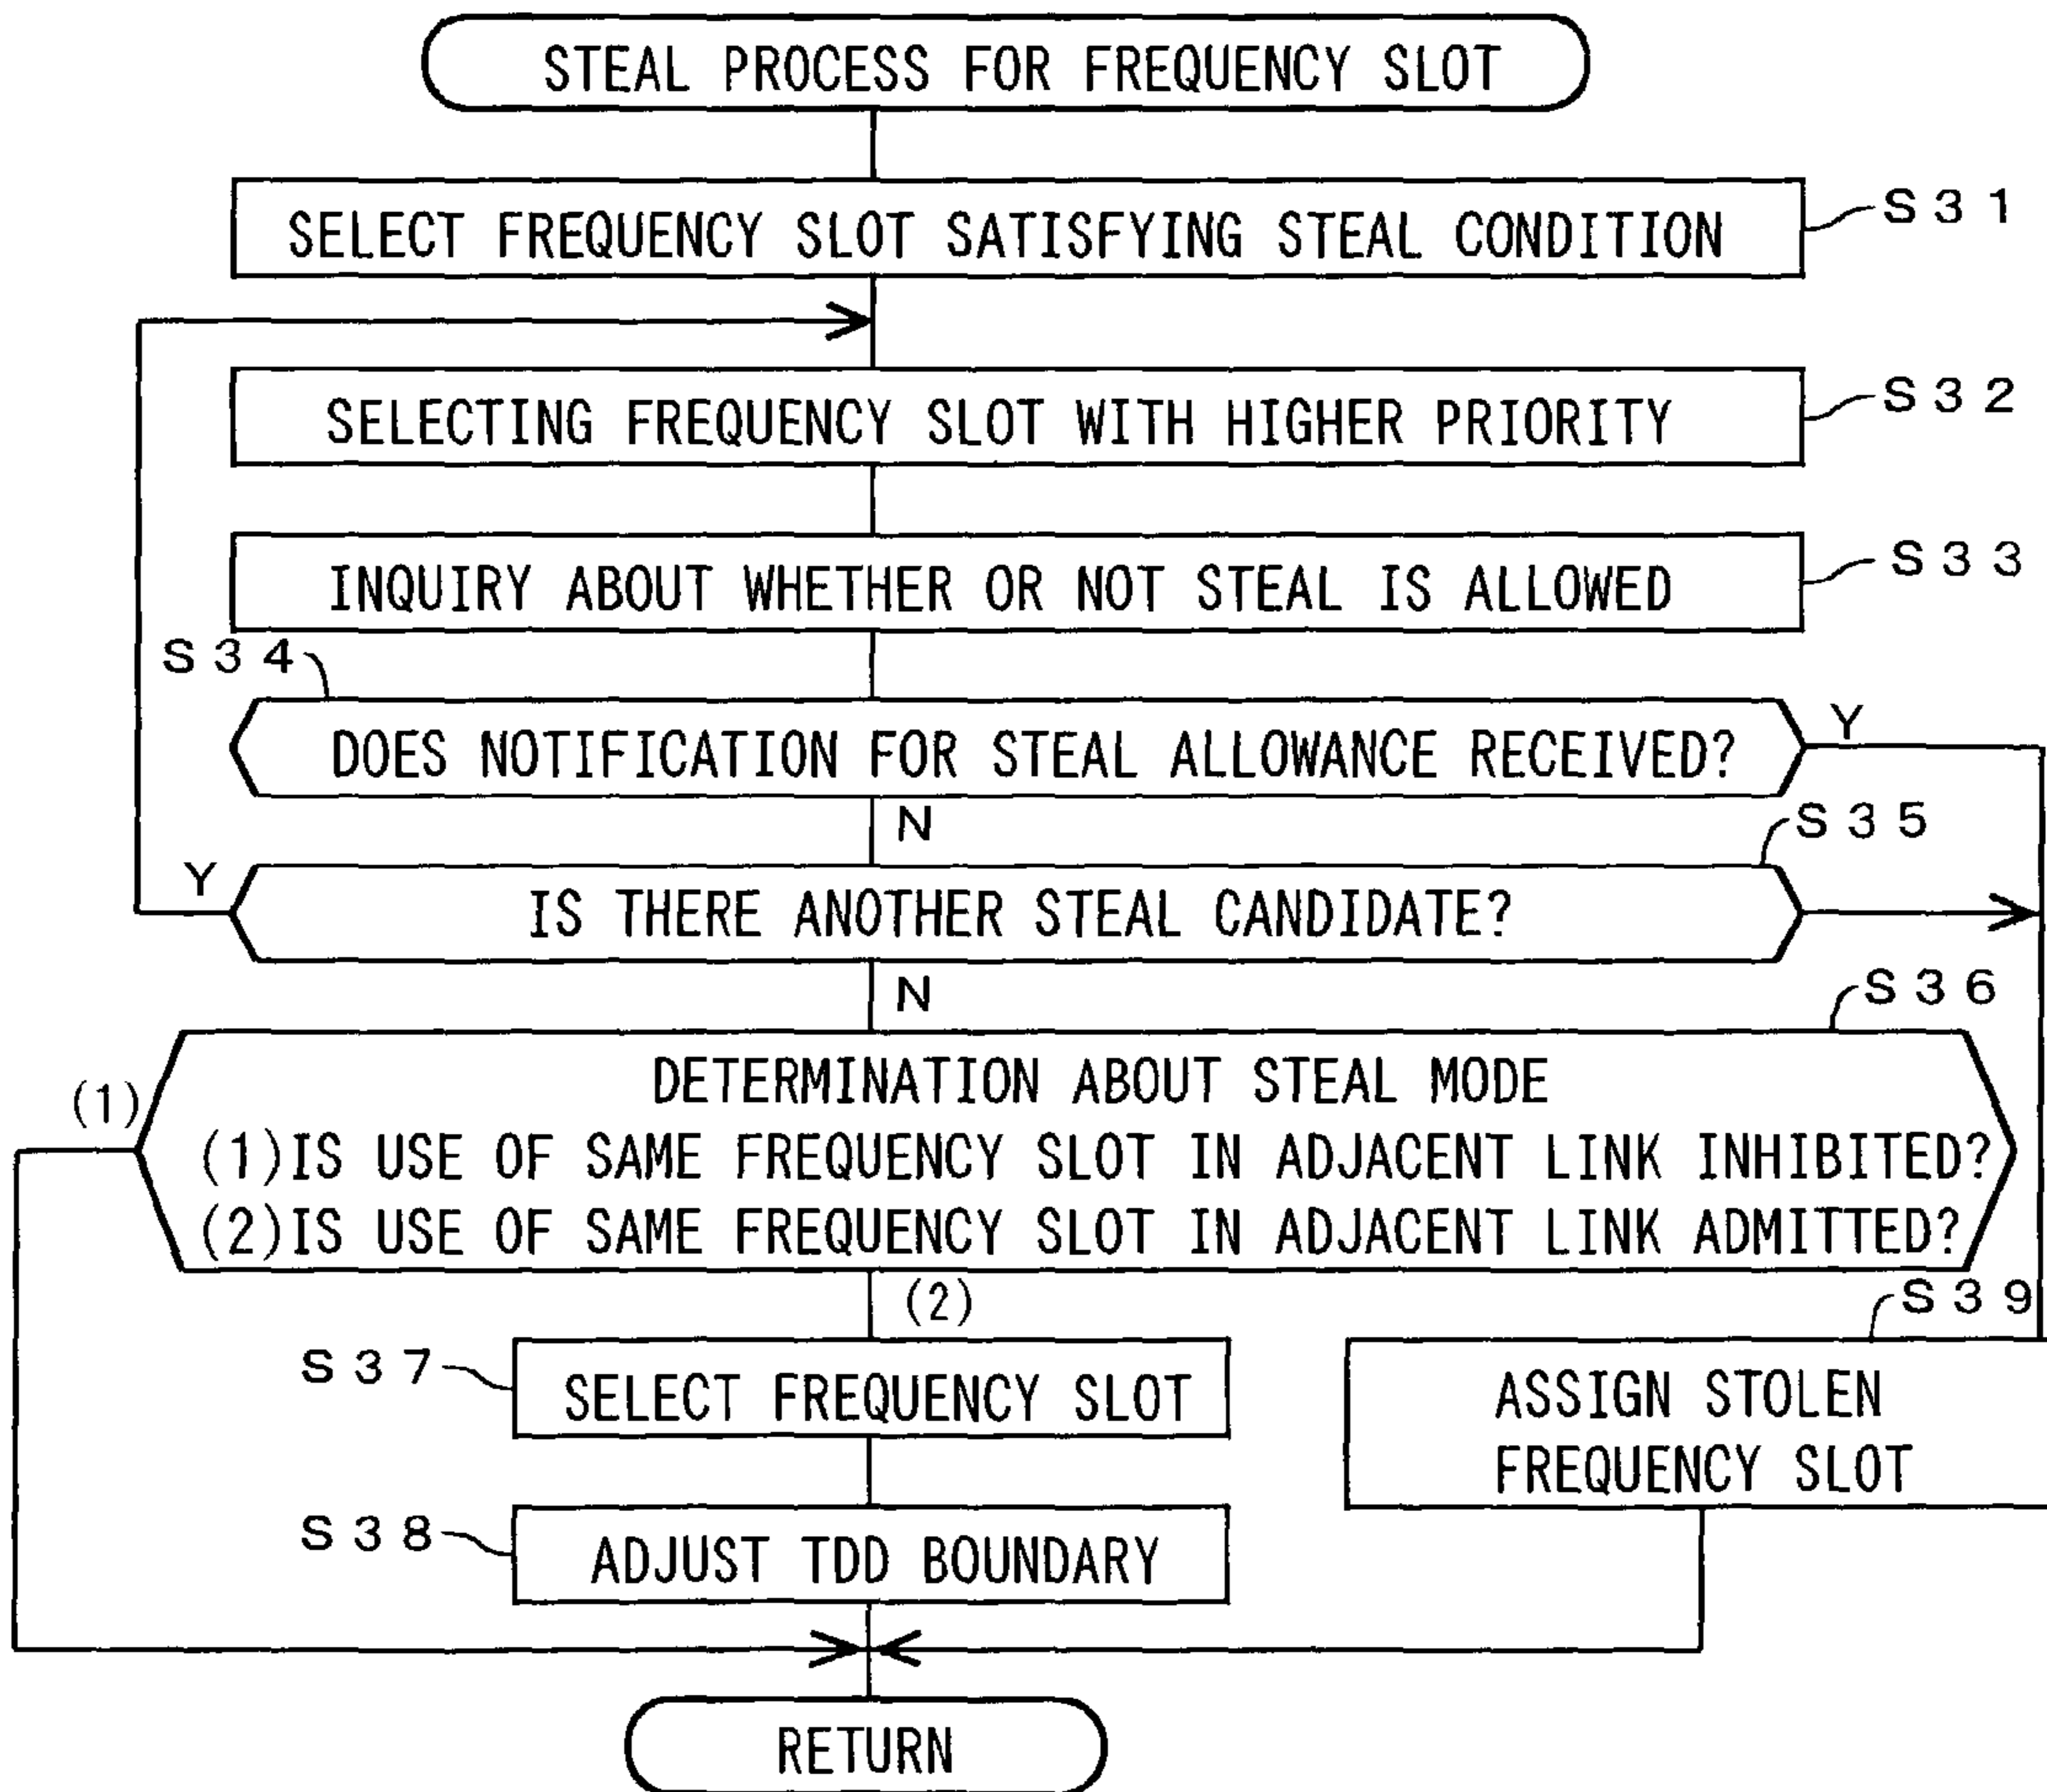 STEAL PROCESS FOR FREQUENCY SLOT
SELECT FREQUENCY SLOT SATISFYING STEAL CONDITION
S31
SELECTING FREQUENCY SLOT WITH HIGHER PRIORITY
S32
INQUIRY ABOUT WHETHER OR NOT STEAL IS ALLOWED
S33
S34
DOES NOTIFICATION FOR STEAL ALLOWANCE RECEIVED?
Y
N
S35
Y
IS THERE ANOTHER STEAL CANDIDATE?
N
S36
(1)
DETERMINATION ABOUT STEAL MODE
(1)IS USE OF SAME FREQUENCY SLOT IN ADJACENT LINK INHIBITED?
(2)IS USE OF SAME FREQUENCY SLOT IN ADJACENT LINK ADMITTED?
(2)
S39
S37
SELECT FREQUENCY SLOT
ASSIGN STOLEN
FREQUENCY SLOT
S38
ADJUST TDD BOUNDARY
RETURN